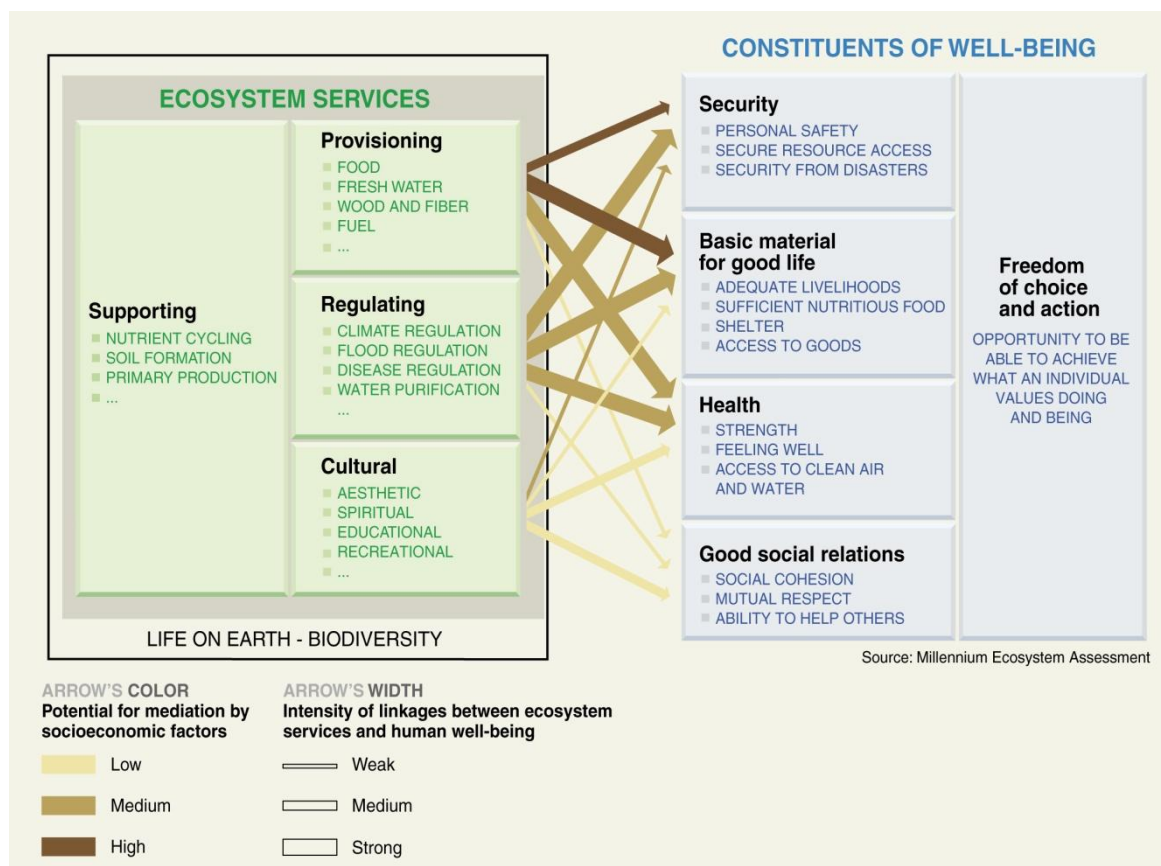 CONSTITUENTS OF WELL-BEING
ECOSYSTEM SERVICES
Supporting
NUTRIENT CYCLING
SOIL FORMATION
PRIMARY PRODUCTION
...
Provisioning
FOOD
FRESH WATER
WOOD AND FIBER
FUEL
...
Regulating
CLIMATE REGULATION
FLOOD REGULATION
DISEASE REGULATION
WATER PURIFICATION
...
Cultural
AESTHETIC
SPIRITUAL
EDUCATIONAL
RECREATIONAL
...
LIFE ON EARTH - BIODIVERSITY
Security
PERSONAL SAFETY
SECURE RESOURCE ACCESS
SECURITY FROM DISASTERS
Basic material
for good life
ADEQUATE LIVELIHOODS
SUFFICIENT NUTRITIOUS FOOD
SHELTER
ACCESS TO GOODS
Health
STRENGTH
FEELING WELL
ACCESS TO CLEAN AIR
AND WATER
Good social relations
SOCIAL COHESION
MUTUAL RESPECT
ABILITY TO HELP OTHERS
Freedom
of choice
and action
OPPORTUNITY TO BE
ABLE TO ACHIEVE
WHAT AN INDIVIDUAL
VALUES DOING
AND BEING
Source: Millennium Ecosystem Assessment
ARROW'S COLOR
Potential for mediation by
socioeconomic factors
Low
Medium
High
ARROW'S WIDTH
Intensity of linkages between ecosystem
services and human well-being
Weak
Medium
Strong